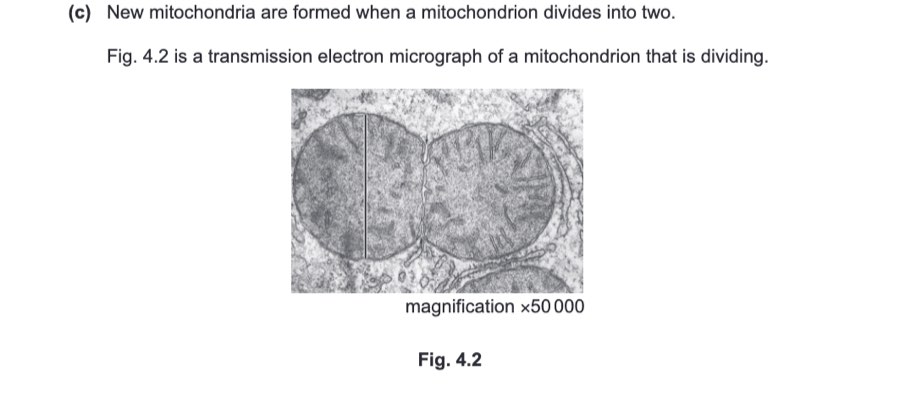 (c) New mitochondria are formed when a mitochondrion divides into two.
Fig. 4.2 is a transmission electron micrograph of a mitochondrion that is dividing.
magnification ×50 000
Fig. 4.2